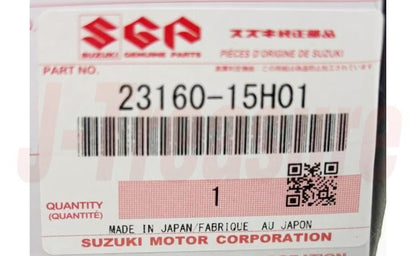 SGP スズキ純正部品
SUZUKI GENUINE PARTS PIÈCES D'ORIGINE DE SUZUKI
PART NO.
23160-15H01
J-Treasure
QUANTITY
(QUANTITÉ)
1
MADE IN JAPAN/FABRIQUE AU JAPON
SUZUKI MOTOR CORPORATION